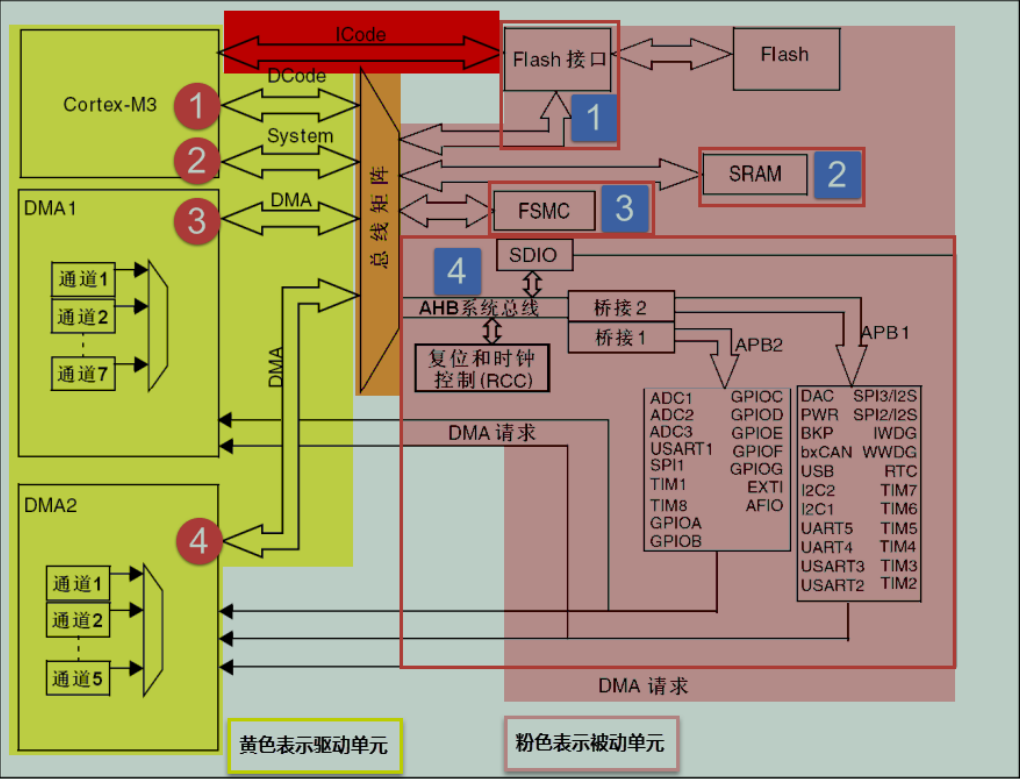 ICode
Flash 接口
Flash
1
Cortex-M3
1
DCode
2
System
SRAM
2
DMA1
3
DMA
总线矩阵
FSMC
3
通道1
通道2
通道7
4
SDIO
AHB系统总线
桥接2
桥接1
APB2
APB1
复位和时钟
控制(RCC)
DMA
ADC1 GPIOC
ADC2 GPIOD
ADC3 GPIOE
USART1 GPIOF
SPI1 GPIOG
TIM1 EXTI
TIM8 AFIO
GPIOA
GPIOB
DAC SPI3/I2S
PWR SPI2/I2S
BKP IWDG
bxCAN WWDG
USB RTC
I2C2 TIM7
I2C1 TIM6
UART5 TIM5
UART4 TIM4
USART3 TIM3
USART2 TIM2
DMA 请求
DMA2
4
通道1
通道2
通道5
DMA 请求
黄色表示驱动单元
粉色表示被动单元